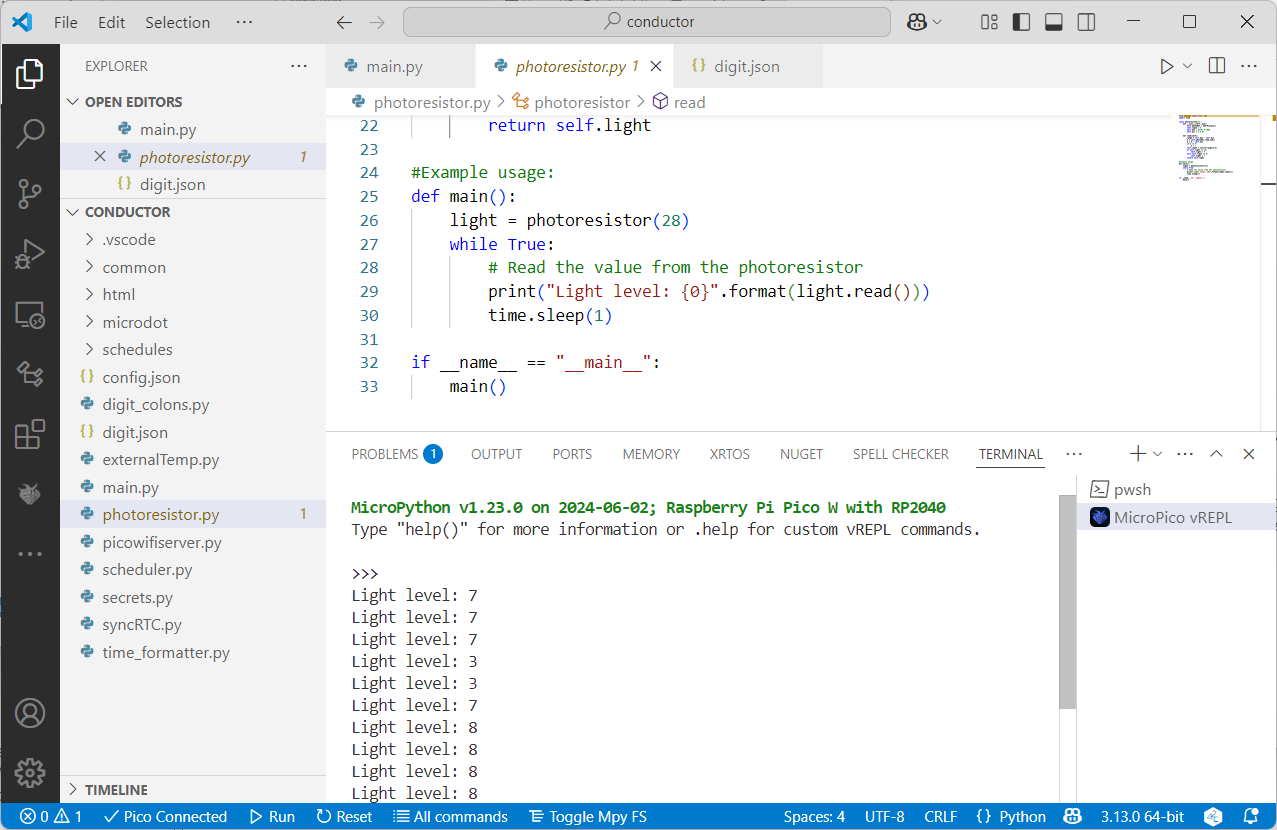 File Edit Selection ··· conductor
EXPLORER ···
OPEN EDITORS
main.py
photoresistor.py 1
digit.json
CONDUCTOR
.vscode
common
html
microdot
schedules
config.json
digit_colons.py
digit.json
externalTemp.py
main.py
photoresistor.py 1
picowifiserver.py
scheduler.py
secrets.py
syncRTC.py
time_formatter.py
TIMELINE
main.py photoresistor.py 1 digit.json
photoresistor.py > photoresistor > read
22 return self.light
23
24 #Example usage:
25 def main():
26 light = photoresistor(28)
27 while True:
28 # Read the value from the photoresistor
29 print("Light level: {0}".format(light.read()))
30 time.sleep(1)
31
32 if __name__ == "__main__":
33 main()
PROBLEMS 1 OUTPUT PORTS MEMORY XRTOS NUGET SPELL CHECKER TERMINAL ···
MicroPython v1.23.0 on 2024-06-02; Raspberry Pi Pico W with RP2040
Type "help()" for more information or .help for custom vREPL commands.
>>>
Light level: 7
Light level: 7
Light level: 7
Light level: 3
Light level: 3
Light level: 7
Light level: 8
Light level: 8
Light level: 8
Light level: 8
pwsh
MicroPico vREPL
0 1 Pico Connected Run Reset All commands Toggle Mpy FS Spaces: 4 UTF-8 CRLF {} Python 3.13.0 64-bit